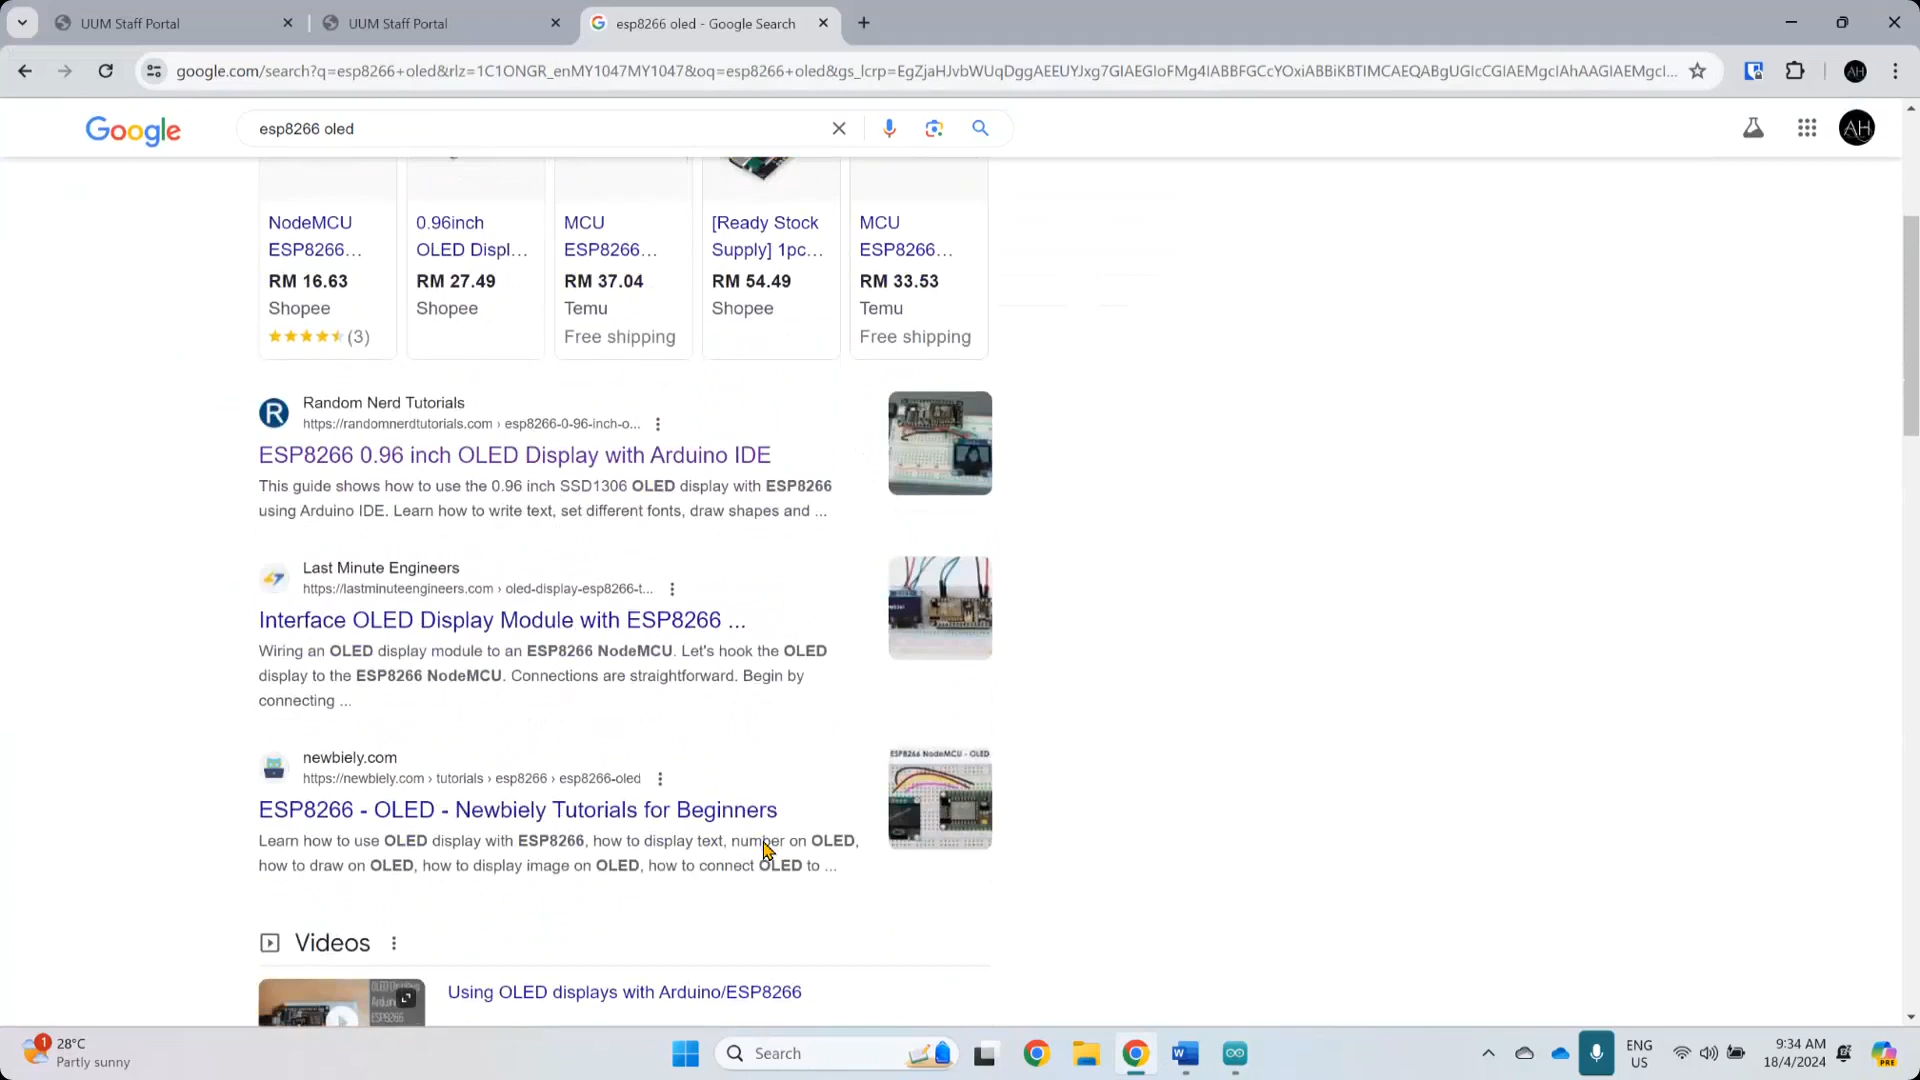 UUM Staff Portal
UUM Staff Portal
esp8266 oled - Google Search
google.com/search?q=esp8266+oled&rlz=1C1ONGR_enMY1047MY1047&oq=esp8266+oled&gs_lcrp=EgZjaHJvbWUqDggAEEUYJxg7GIAEGIoFMg4IABBFGCcYOxiABBiKBTIMCAEQABgUGIcCGIAEMgcIAhAAGIAEMgcI...
AH
Google
esp8266 oled
AH
NodeMCU
ESP8266...
RM 16.63
Shopee
(3)
0.96inch
OLED Displ...
RM 27.49
Shopee
MCU
ESP8266...
RM 37.04
Temu
Free shipping
[Ready Stock
Supply] 1pc...
RM 54.49
Shopee
MCU
ESP8266...
RM 33.53
Temu
Free shipping
R
Random Nerd Tutorials
https://randomnerdtutorials.com › esp8266-0-96-inch-o...
ESP8266 0.96 inch OLED Display with Arduino IDE
This guide shows how to use the 0.96 inch SSD1306 OLED display with ESP8266
using Arduino IDE. Learn how to write text, set different fonts, draw shapes and ...
Last Minute Engineers
https://lastminuteengineers.com › oled-display-esp8266-t...
Interface OLED Display Module with ESP8266 ...
Wiring an OLED display module to an ESP8266 NodeMCU. Let's hook the OLED
display to the ESP8266 NodeMCU. Connections are straightforward. Begin by
connecting ...
newbiely.com
https://newbiely.com › tutorials › esp8266 › esp8266-oled
ESP8266 - OLED - Newbiely Tutorials for Beginners
Learn how to use OLED display with ESP8266, how to display text, number on OLED,
how to draw on OLED, how to display image on OLED, how to connect OLED to ...
ESP8266 NodeMCU - OLED
Videos
Using OLED displays with Arduino/ESP8266
1
28°C
Partly sunny
Search
ENG
US
9:34 AM
18/4/2024
PRE